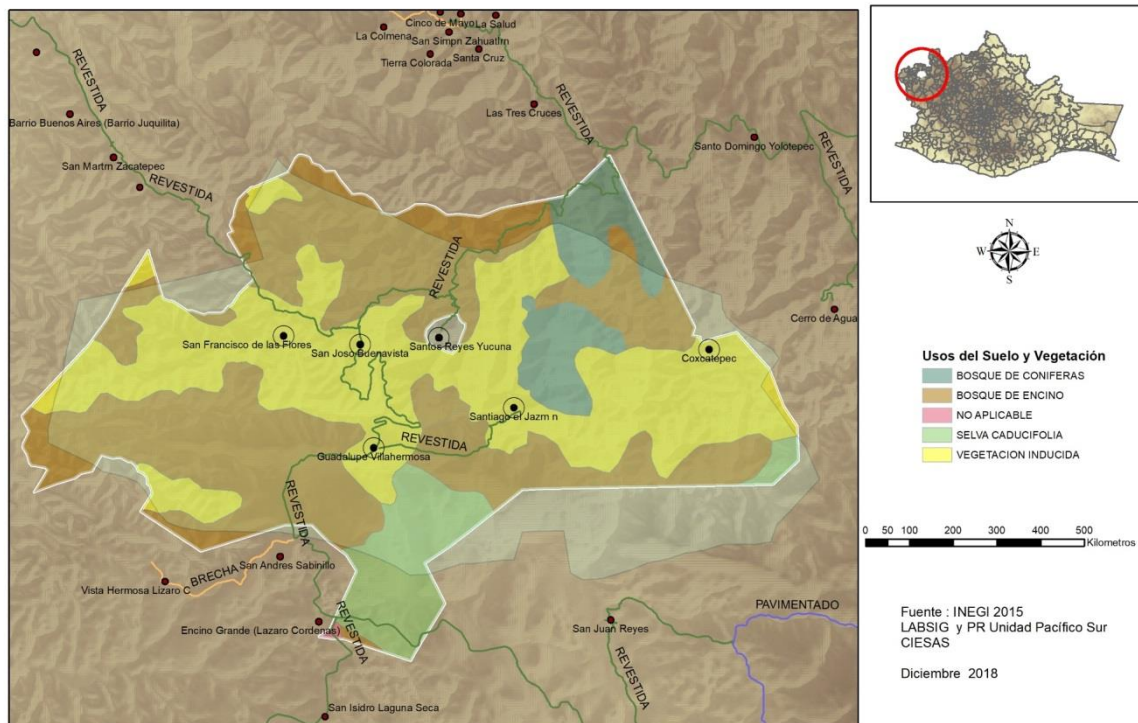 Cinco de Mayo
La Salud
La Colmena
San Simpn Zahuatlrn
Tierra Colorada
Santa Cruz
REVESTIDA
Las Tres Cruces
Barrio Buenos Aires (Barrio Juquilita)
REVESTIDA
Santo Domingo Yolotepec
REVESTIDA
San Martrn Zacatepec
REVESTIDA
REVESTIDA
Cerro de Agua
San Francisco de las Flores
San Joso Buenavista
Santos Reyes Yucuna
Coxcatepec
Santiago el Jazm n
REVESTIDA
Guadalupe Villahermosa
REVESTIDA
BRECHA
San Andres Sabinillo
Vista Hermosa Lizaro C
Encino Grande (Lazaro Cordenas)
REVESTIDA
San Juan Reyes
PAVIMENTADO
REVESTIDA
San Isidro Laguna Seca
N
W E
S
Usos del Suelo y Vegetación
BOSQUE DE CONIFERAS
BOSQUE DE ENCINO
NO APLICABLE
SELVA CADUCIFOLIA
VEGETACION INDUCIDA
0 50 100 200 300 400 500
Kilometros
Fuente : INEGI 2015
LABSIG y PR Unidad Pacífico Sur
CIESAS
Diciembre 2018